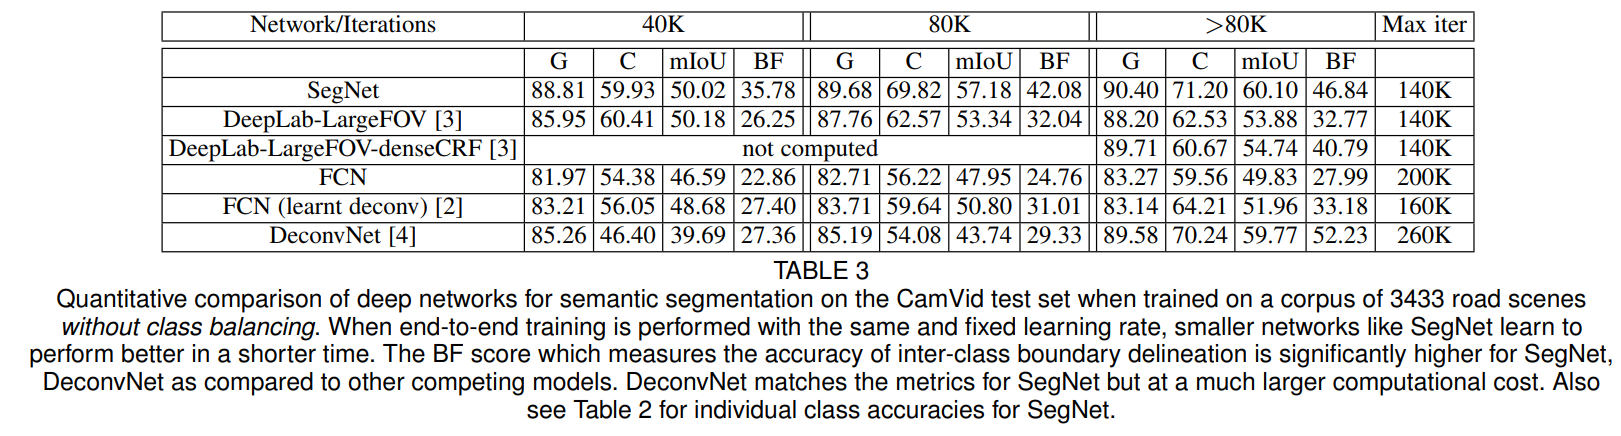 Network/Iterations 40K 80K >80K Max iter
G C mIoU BF G C mIoU BF G C mIoU BF
SegNet 88.81 59.93 50.02 35.78 89.68 69.82 57.18 42.08 90.40 71.20 60.10 46.84 140K
DeepLab-LargeFOV [3] 85.95 60.41 50.18 26.25 87.76 62.57 53.34 32.04 88.20 62.53 53.88 32.77 140K
DeepLab-LargeFOV-denseCRF [3] not computed 89.71 60.67 54.74 40.79 140K
FCN 81.97 54.38 46.59 22.86 82.71 56.22 47.95 24.76 83.27 59.56 49.83 27.99 200K
FCN (learnt deconv) [2] 83.21 56.05 48.68 27.40 83.71 59.64 50.80 31.01 83.14 64.21 51.96 33.18 160K
DeconvNet [4] 85.26 46.40 39.69 27.36 85.19 54.08 43.74 29.33 89.58 70.24 59.77 52.23 260K
TABLE 3
Quantitative comparison of deep networks for semantic segmentation on the CamVid test set when trained on a corpus of 3433 road scenes
without class balancing. When end-to-end training is performed with the same and fixed learning rate, smaller networks like SegNet learn to
perform better in a shorter time. The BF score which measures the accuracy of inter-class boundary delineation is significantly higher for SegNet,
DeconvNet as compared to other competing models. DeconvNet matches the metrics for SegNet but at a much larger computational cost. Also
see Table 2 for individual class accuracies for SegNet.